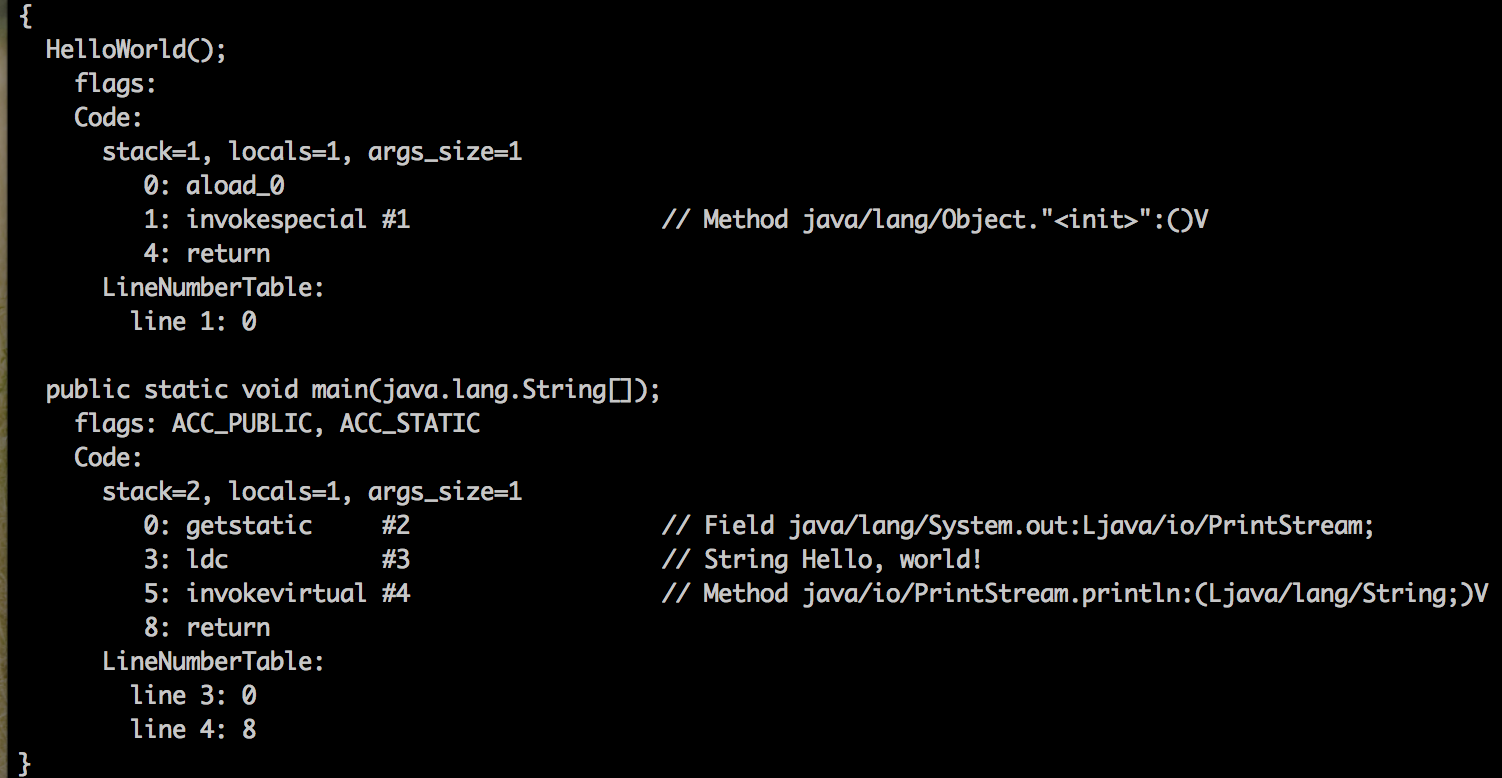 {
  HelloWorld();
    flags:
    Code:
      stack=1, locals=1, args_size=1
         0: aload_0
         1: invokespecial #1                  // Method java/lang/Object."<init>":()V
         4: return
      LineNumberTable:
        line 1: 0

  public static void main(java.lang.String[]);
    flags: ACC_PUBLIC, ACC_STATIC
    Code:
      stack=2, locals=1, args_size=1
         0: getstatic     #2                  // Field java/lang/System.out:Ljava/io/PrintStream;
         3: ldc           #3                  // String Hello, world!
         5: invokevirtual #4                  // Method java/io/PrintStream.println:(Ljava/lang/String;)V
         8: return
      LineNumberTable:
        line 3: 0
        line 4: 8
}